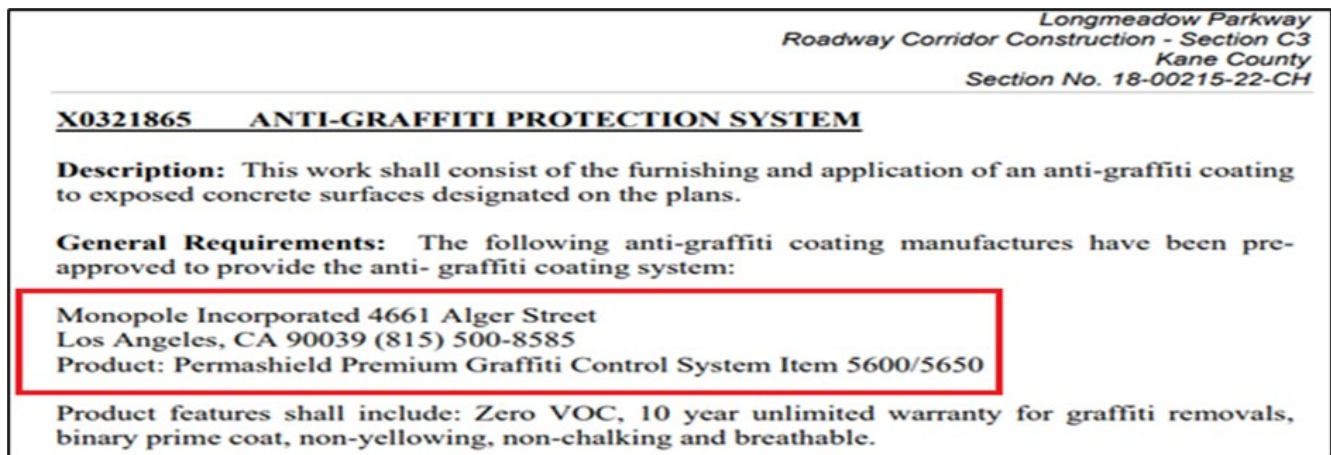 Longmeadow Parkway
Roadway Corridor Construction - Section C3
Kane County
Section No. 18-00215-22-CH
X0321865 ANTI-GRAFFITI PROTECTION SYSTEM
Description: This work shall consist of the furnishing and application of an anti-graffiti coating
to exposed concrete surfaces designated on the plans.
General Requirements: The following anti-graffiti coating manufactures have been pre-
approved to provide the anti- graffiti coating system:
Monopole Incorporated 4661 Alger Street
Los Angeles, CA 90039 (815) 500-8585
Product: Permashield Premium Graffiti Control System Item 5600/5650
Product features shall include: Zero VOC, 10 year unlimited warranty for graffiti removals,
binary prime coat, non-yellowing, non-chalking and breathable.